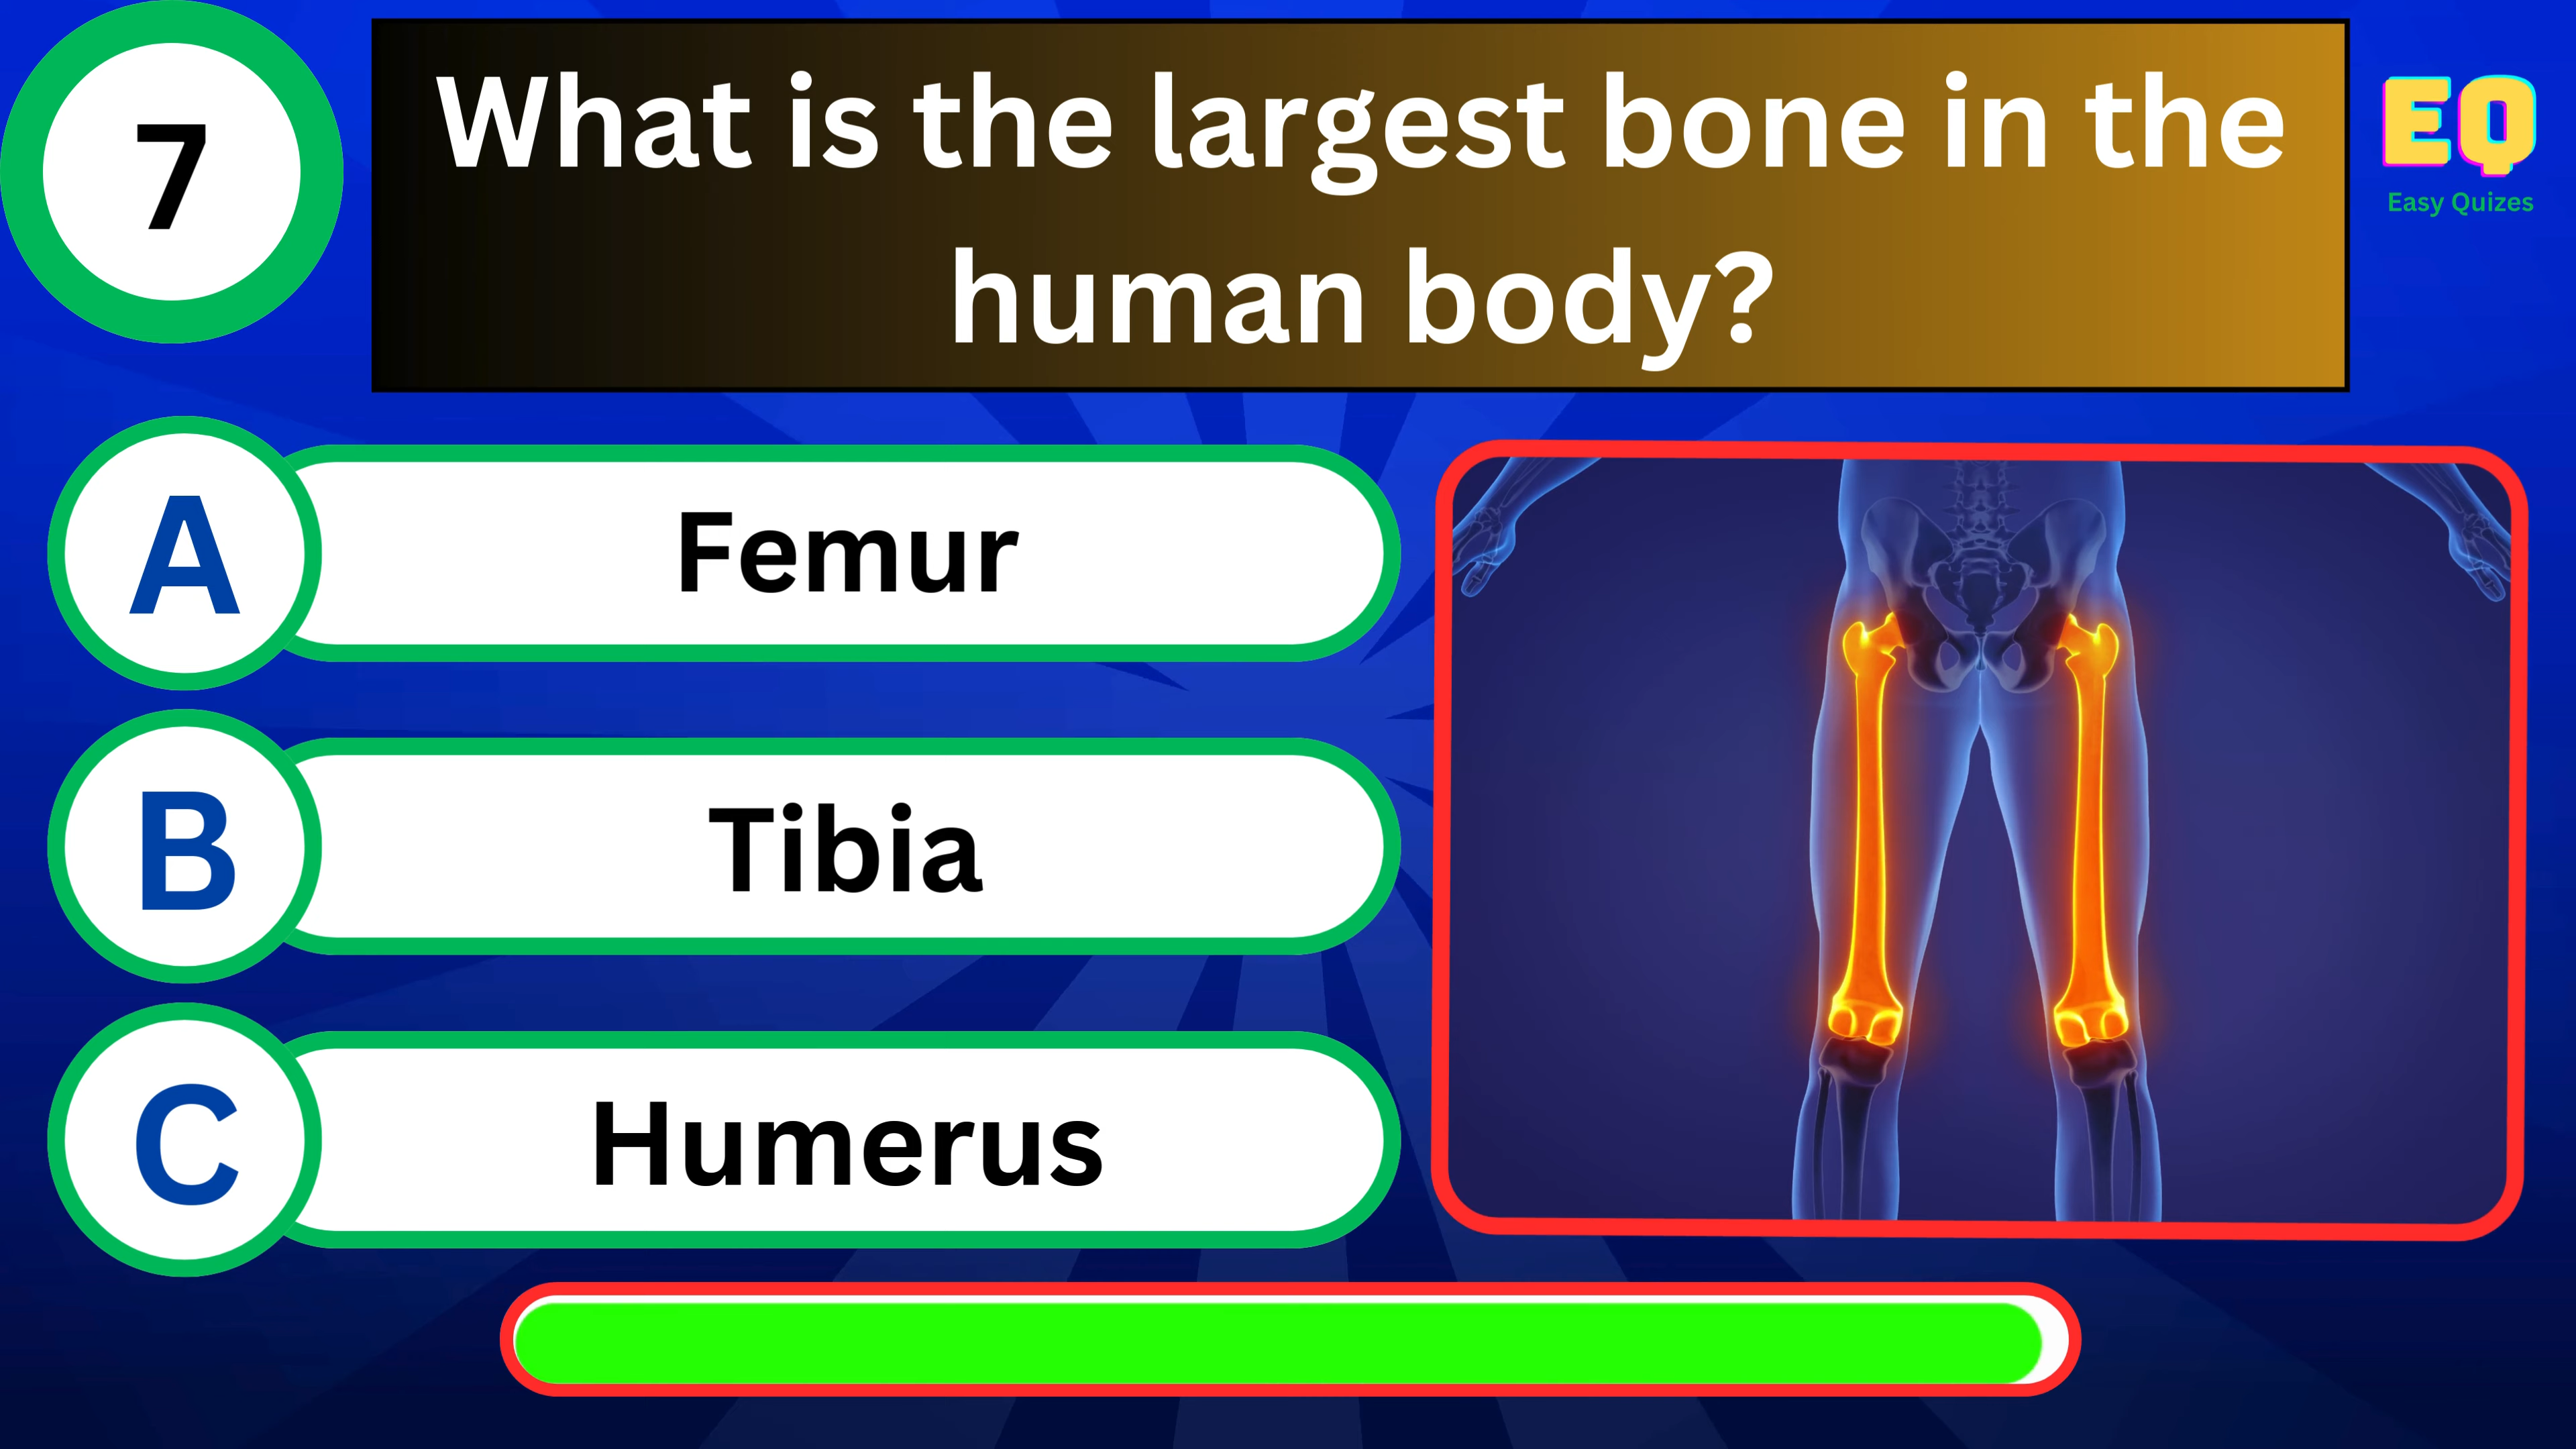 7
What is the largest bone in the
human body?
EQ
Easy Quizes
A
Femur
B
Tibia
C
Humerus